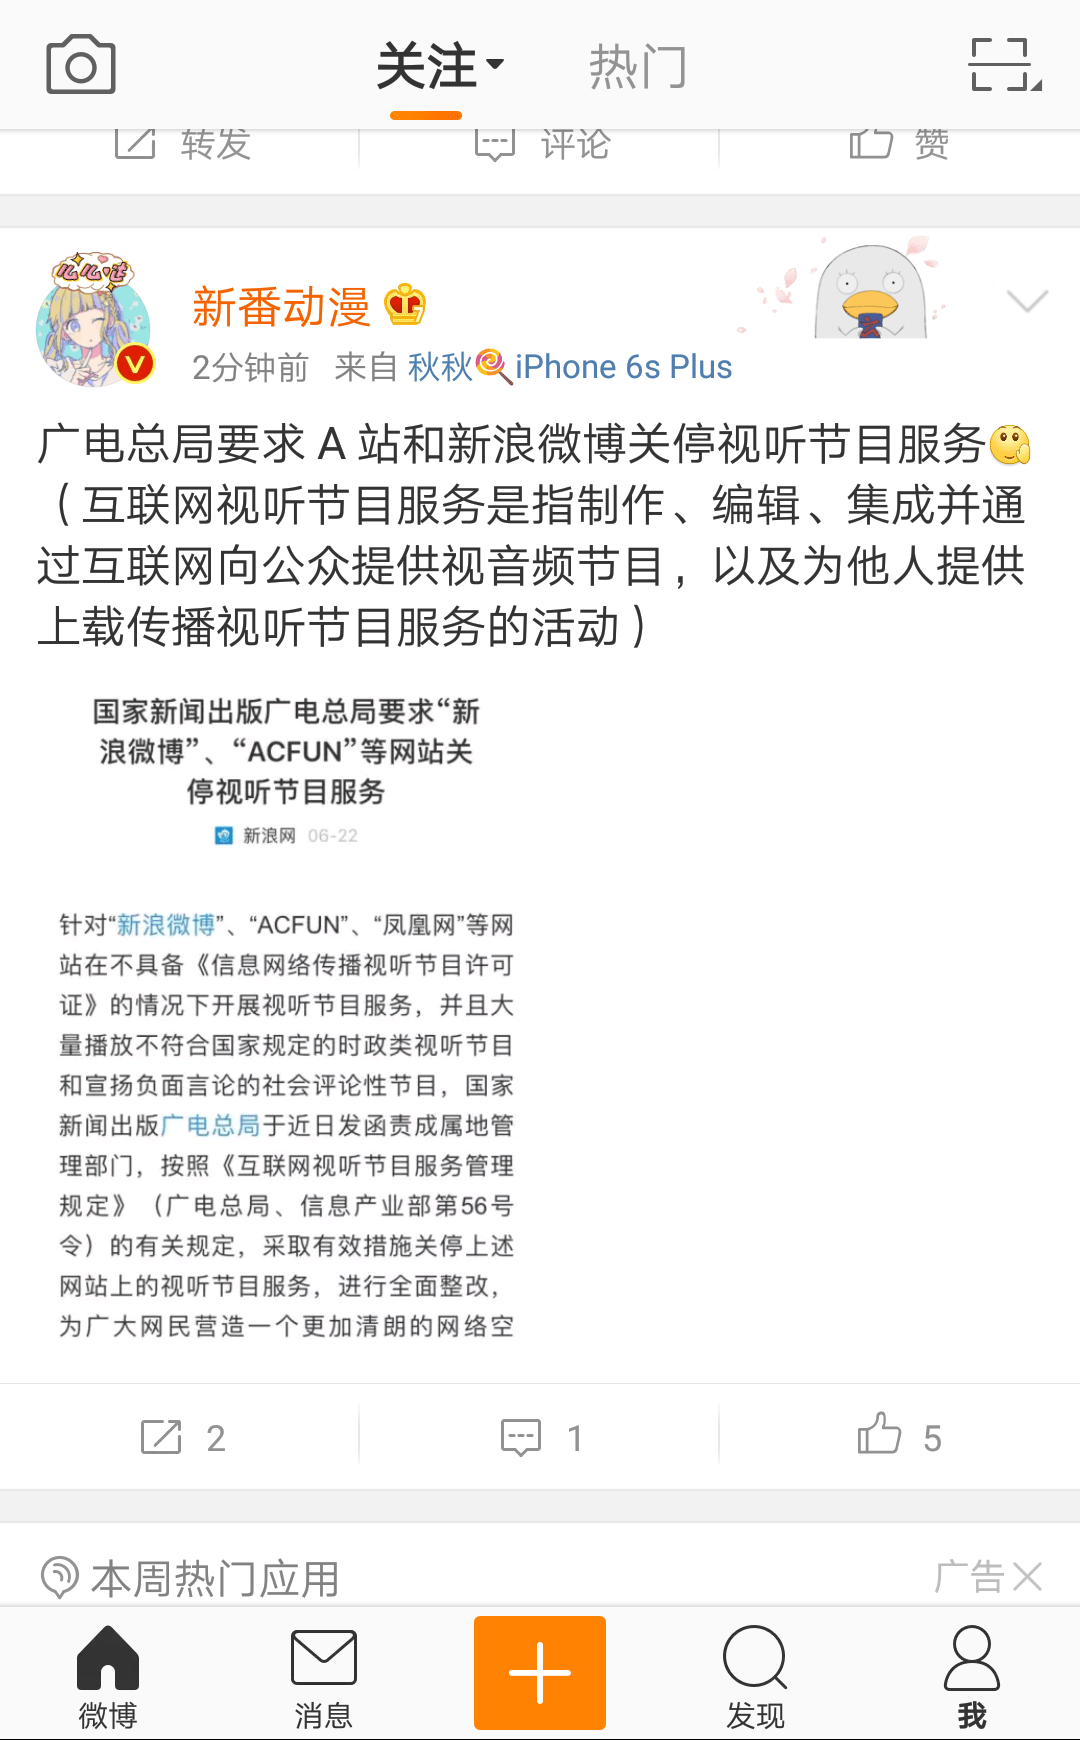 关注 热门
转发 评论 赞
么么哒
新番动漫
V
2分钟前 来自 秋秋🍭iPhone 6s Plus
广电总局要求 A 站和新浪微博关停视听节目服务
（互联网视听节目服务是指制作、编辑、集成并通
过互联网向公众提供视音频节目，以及为他人提供
上载传播视听节目服务的活动）
国家新闻出版广电总局要求“新
浪微博”、“ACFUN”等网站关
停视听节目服务
新浪网 06-22
针对“新浪微博”、“ACFUN”、“凤凰网”等网
站在不具备《信息网络传播视听节目许可
证》的情况下开展视听节目服务，并且大
量播放不符合国家规定的时政类视听节目
和宣扬负面言论的社会评论性节目，国家
新闻出版广电总局于近日发函责成属地管
理部门，按照《互联网视听节目服务管理
规定》（广电总局、信息产业部第56号
令）的有关规定，采取有效措施关停上述
网站上的视听节目服务，进行全面整改，
为广大网民营造一个更加清朗的网络空
2 1 5
本周热门应用 广告
微博 消息 发现 我